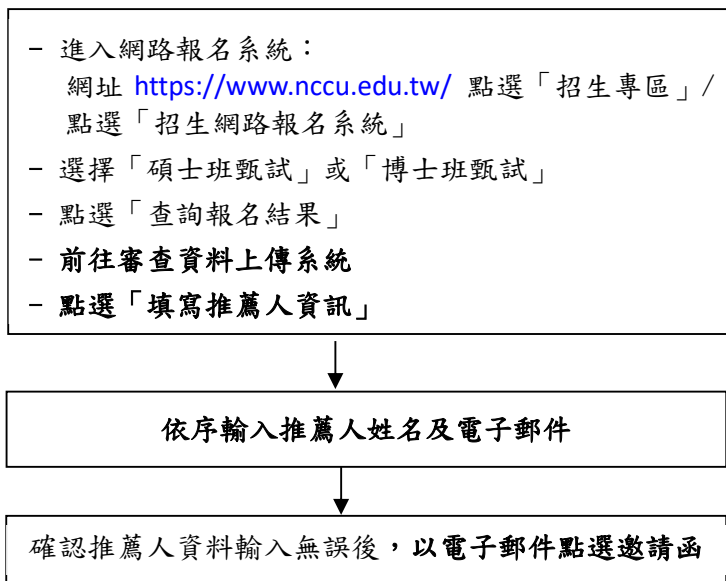 - 進入網路報名系統：
網址 https://www.nccu.edu.tw/ 點選「招生專區」/
點選「招生網路報名系統」
- 選擇「碩士班甄試」或「博士班甄試」
- 點選「查詢報名結果」
- 前往審查資料上傳系統
- 點選「填寫推薦人資訊」
依序輸入推薦人姓名及電子郵件
確認推薦人資料輸入無誤後，以電子郵件點選邀請函